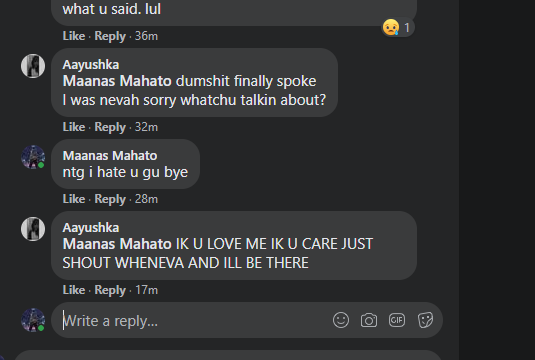 what u said. lul
1
Like · Reply · 36m
Aayushka
Maanas Mahato dumshit finally spoke
I was nevah sorry whatchu talkin about?
Like · Reply · 32m
Maanas Mahato
ntg i hate u gu bye
Like · Reply · 28m
Aayushka
Maanas Mahato IK U LOVE ME IK U CARE JUST
SHOUT WHENEVA AND ILL BE THERE
Like · Reply · 17m
Write a reply...
GIF